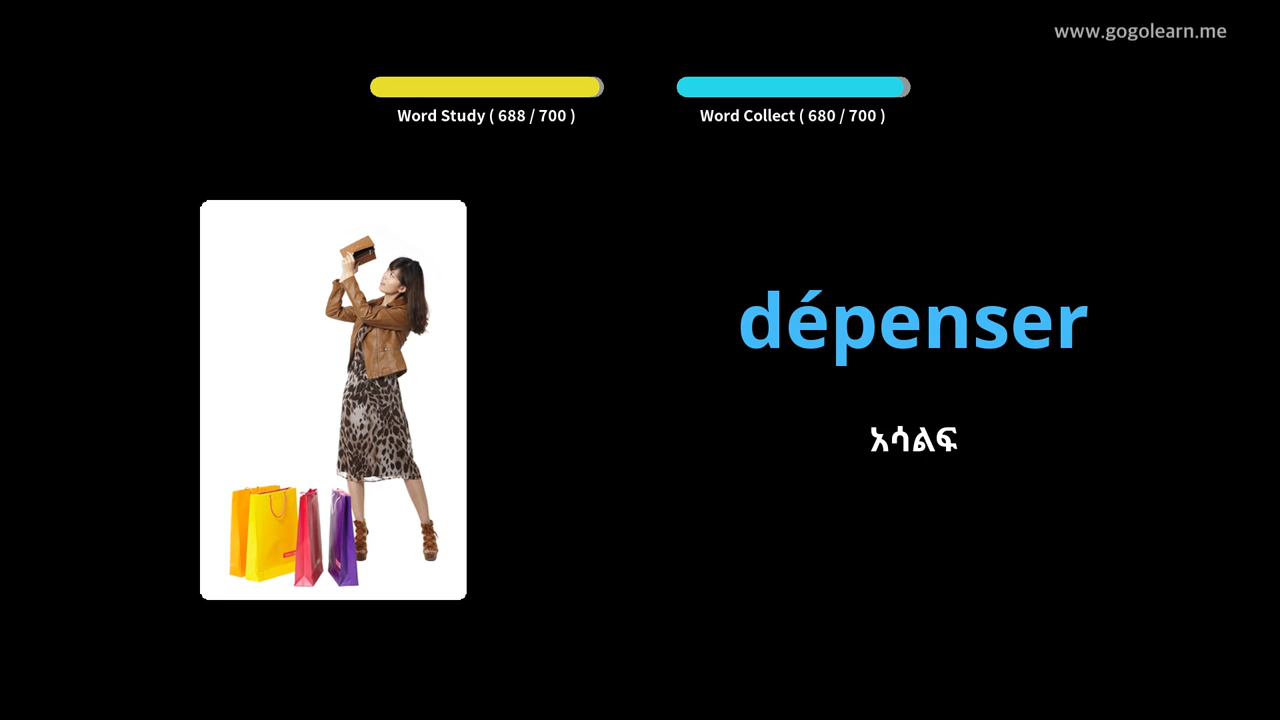 www.gogolearn.me
Word Study ( 688 / 700 )
Word Collect ( 680 / 700 )
dépenser
አሳልፍ